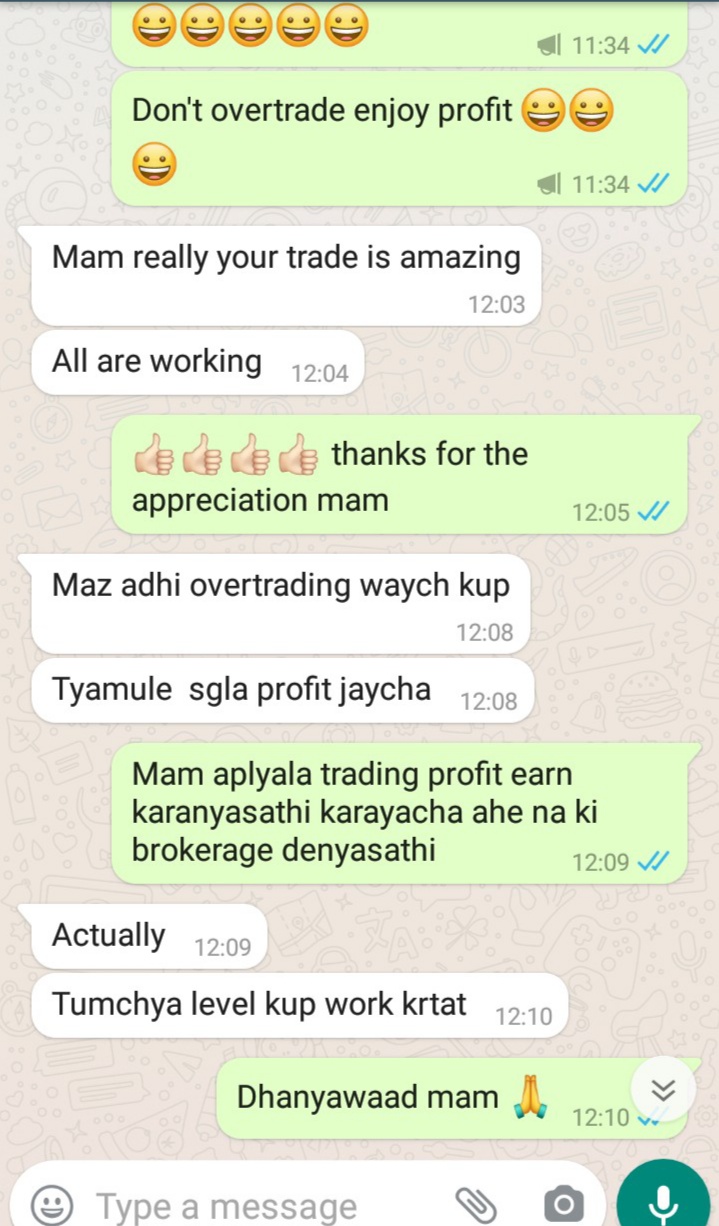 😀😀😀😀😀
11:34
Don't overtrade enjoy profit 😀😀
😀
11:34
Mam really your trade is amazing
12:03
All are working 12:04
👍🏻👍🏻👍🏻👍🏻 thanks for the
appreciation mam 12:05
Maz adhi overtrading waych kup
12:08
Tyamule sgla profit jaycha 12:08
Mam aplyala trading profit earn
karanyasathi karayacha ahe na ki
brokerage denyasathi 12:09
Actually 12:09
Tumchya level kup work krtat 12:10
Dhanyawaad mam 🙏 12:10
Type a message